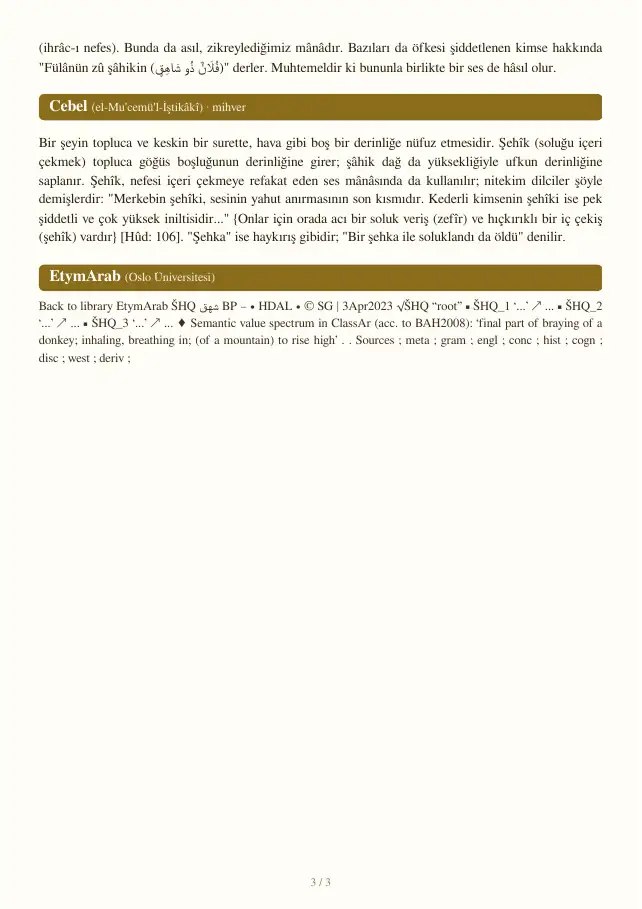 (ihrâc-ı nefes). Bunda da asıl, zikreylediğimiz mânâdır. Bazıları da öfkesi şiddetlenen kimse hakkında
"Fülânün zû şâhikin (فُلَانٌ ذُو شاهِقٍ)" derler. Muhtemeldir ki bununla birlikte bir ses de hâsıl olur.
Cebel (el-Mu'cemü'l-İştikâkî) · mihver
Bir şeyin topluca ve keskin bir surette, hava gibi boş bir derinliğe nüfuz etmesidir. Şehîk (soluğu içeri
çekmek) topluca göğüs boşluğunun derinliğine girer; şâhik dağ da yüksekliğiyle ufkun derinliğine
saplanır. Şehîk, nefesi içeri çekmeye refakat eden ses mânâsında da kullanılır; nitekim dilciler şöyle
demişlerdir: "Merkebin şehîki, sesinin yahut anırmasının son kısmıdır. Kederli kimsenin şehîki ise pek
şiddetli ve çok yüksek iniltisidir..." {Onlar için orada acı bir soluk veriş (zefîr) ve hıçkırıklı bir iç çekiş
(şehîk) vardır} [Hûd: 106]. "Şehka" ise haykırış gibidir; "Bir şehka ile soluklandı da öldü" denilir.
EtymArab (Oslo Üniversitesi)
Back to library EtymArab ŠHQ شهق BP – • HDAL • © SG | 3Apr2023 √ŠHQ “root” ▪ ŠHQ_1 ‘...’ ↗ ... ▪ ŠHQ_2
‘...’ ↗ ... ▪ ŠHQ_3 ‘...’ ↗ ... ♦ Semantic value spectrum in ClassAr (acc. to BAH2008): ‘final part of braying of a
donkey; inhaling, breathing in; (of a mountain) to rise high’ . . Sources ; meta ; gram ; engl ; conc ; hist ; cogn ;
disc ; west ; deriv ;
3 / 3